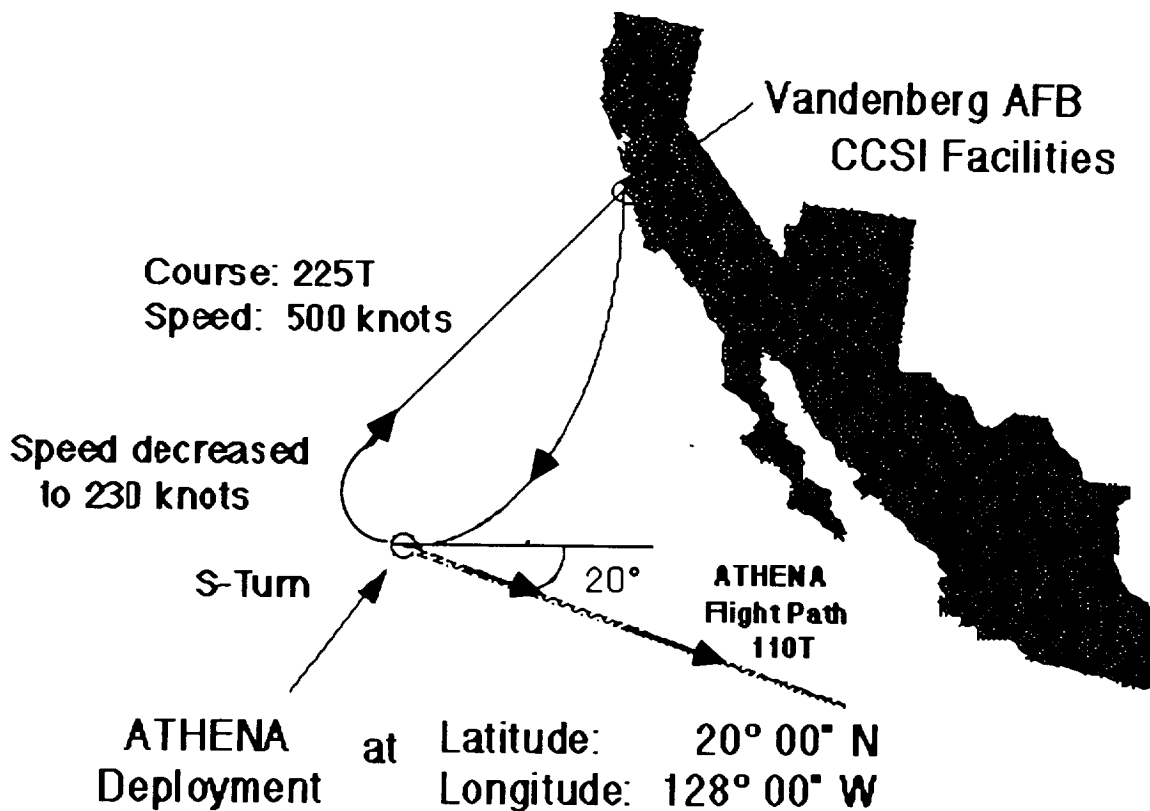 Vandenberg AFB
CCSI Facilities
Course: 225T
Speed: 500 knots
Speed decreased
to 230 knots
S-Turn
20°
ATHENA
Flight Path
110T
ATHENA
Deployment
at
Latitude: 20° 00" N
Longitude: 128° 00" W